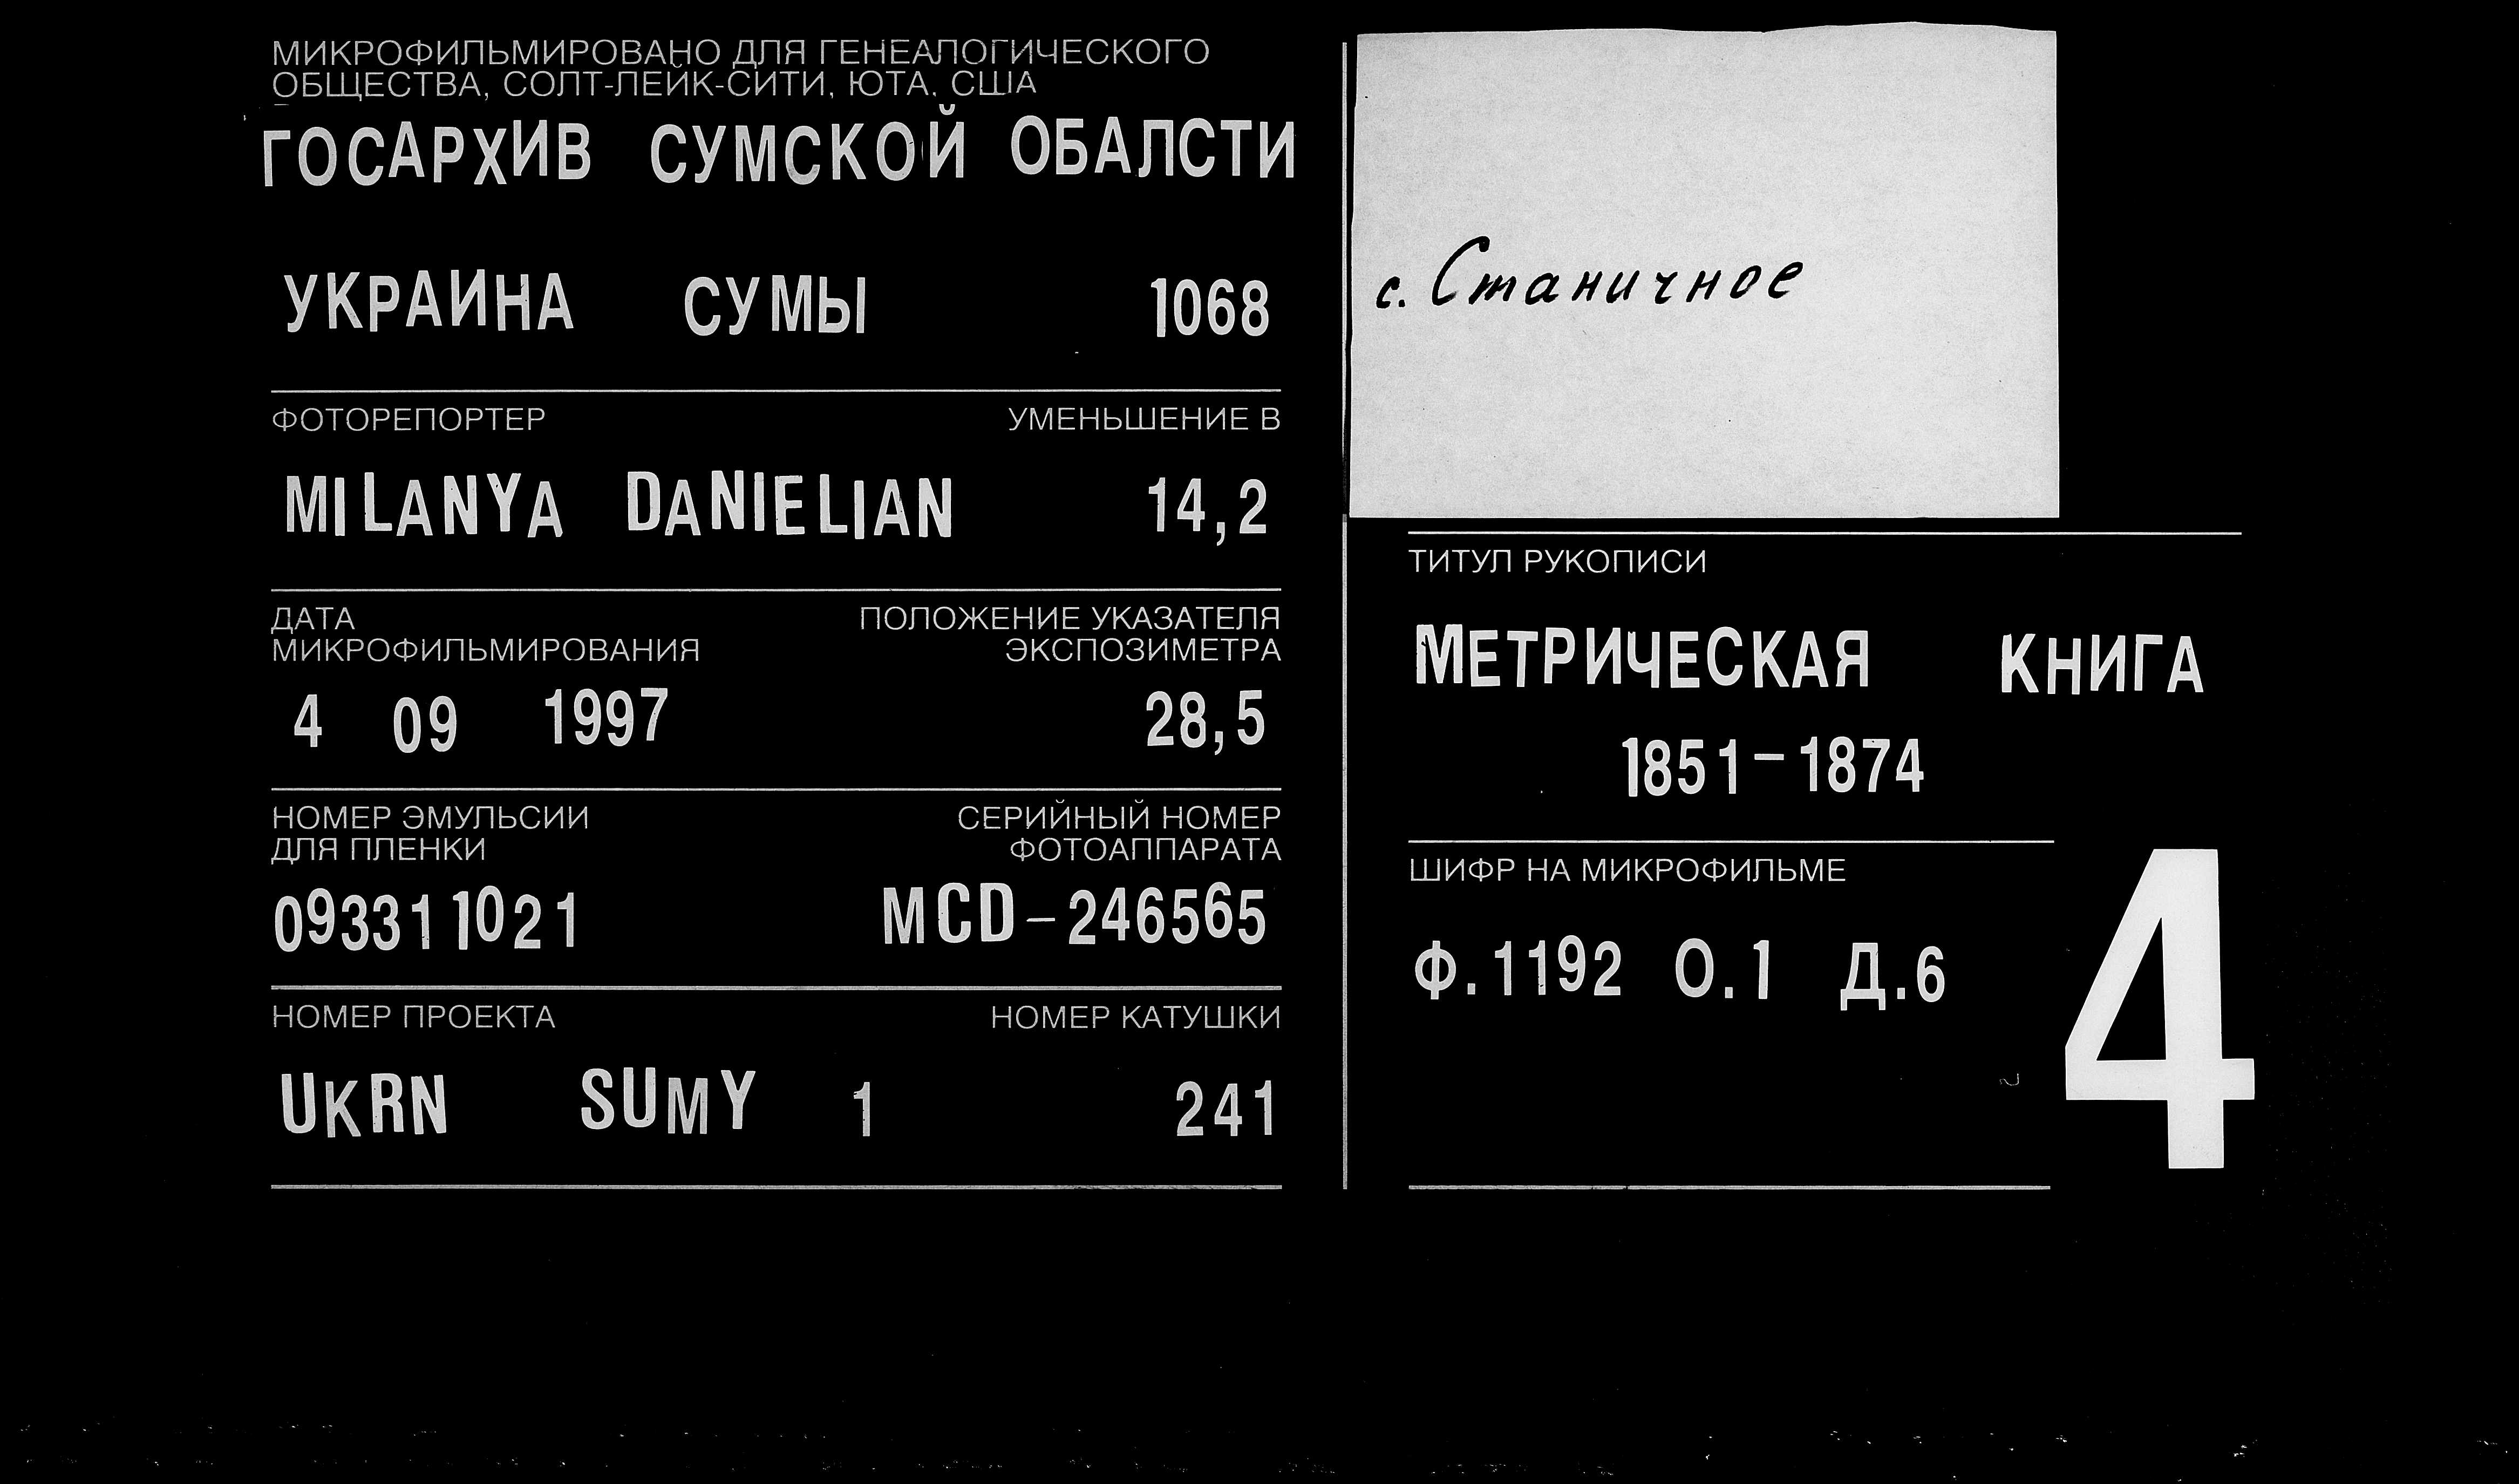 МИКРОФИЛЬМИРОВАНО ДЛЯ ГЕНЕАЛОГИЧЕСКОГО
ОБЩЕСТВА, СОЛТ-ЛЕЙК-СИТИ, ЮТА, США
ГОСАРХИВ СУМСКОЙ ОБАЛСТИ
УКРАИНА СУМЫ 1068
ФОТОРЕПОРТЕР УМЕНЬШЕНИЕ В
MILANYA DANIELIAN 14,2
ДАТА ПОЛОЖЕНИЕ УКАЗАТЕЛЯ
МИКРОФИЛЬМИРОВАНИЯ ЭКСПОЗИМЕТРА
4 09 1997 28,5
НОМЕР ЭМУЛЬСИИ СЕРИЙНЫЙ НОМЕР
ДЛЯ ПЛЕНКИ ФОТОАППАРАТА
093311021 MCD-246565
НОМЕР ПРОЕКТА НОМЕР КАТУШКИ
UKRN SUMY 1 241
с. Станичное
ТИТУЛ РУКОПИСИ
МЕТРИЧЕСКАЯ КНИГА
1851-1874
ШИФР НА МИКРОФИЛЬМЕ
Ф.1192 О.1 Д.6
4